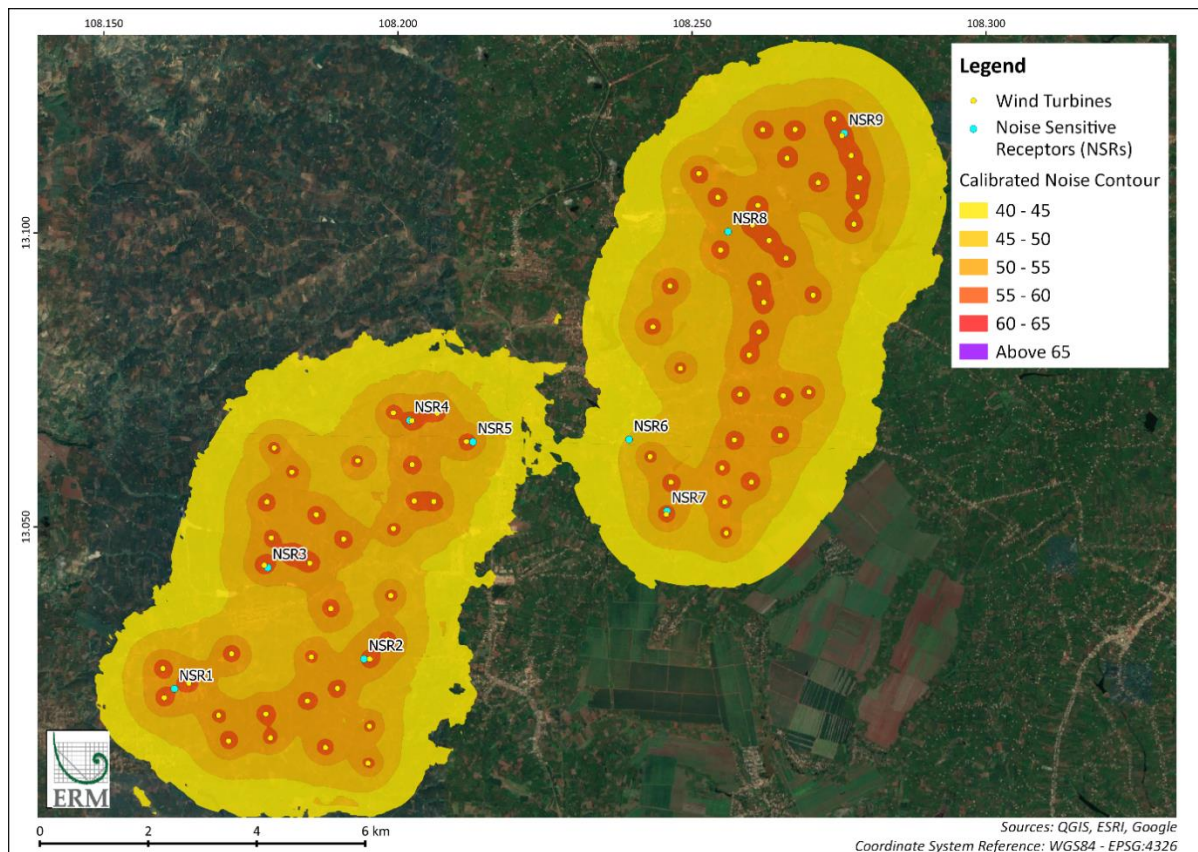 108.150
108.200
108.250
108.300
13.100
13.050
Legend
Wind Turbines
Noise Sensitive
Receptors (NSRs)
Calibrated Noise Contour
40 - 45
45 - 50
50 - 55
55 - 60
60 - 65
Above 65
NSR9
NSR8
NSR4
NSR5
NSR6
NSR7
NSR3
NSR2
NSR1
ERM
0
2
4
6 km
Sources: QGIS, ESRI, Google
Coordinate System Reference: WGS84 - EPSG:4326